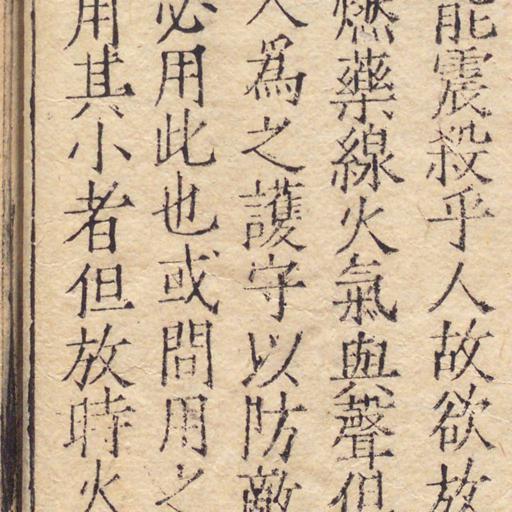 能震殺乎人故欲放
燃藥線火氣與聲俱
人為之護守以防敵
必用此也或問用之
用其小者但放時火